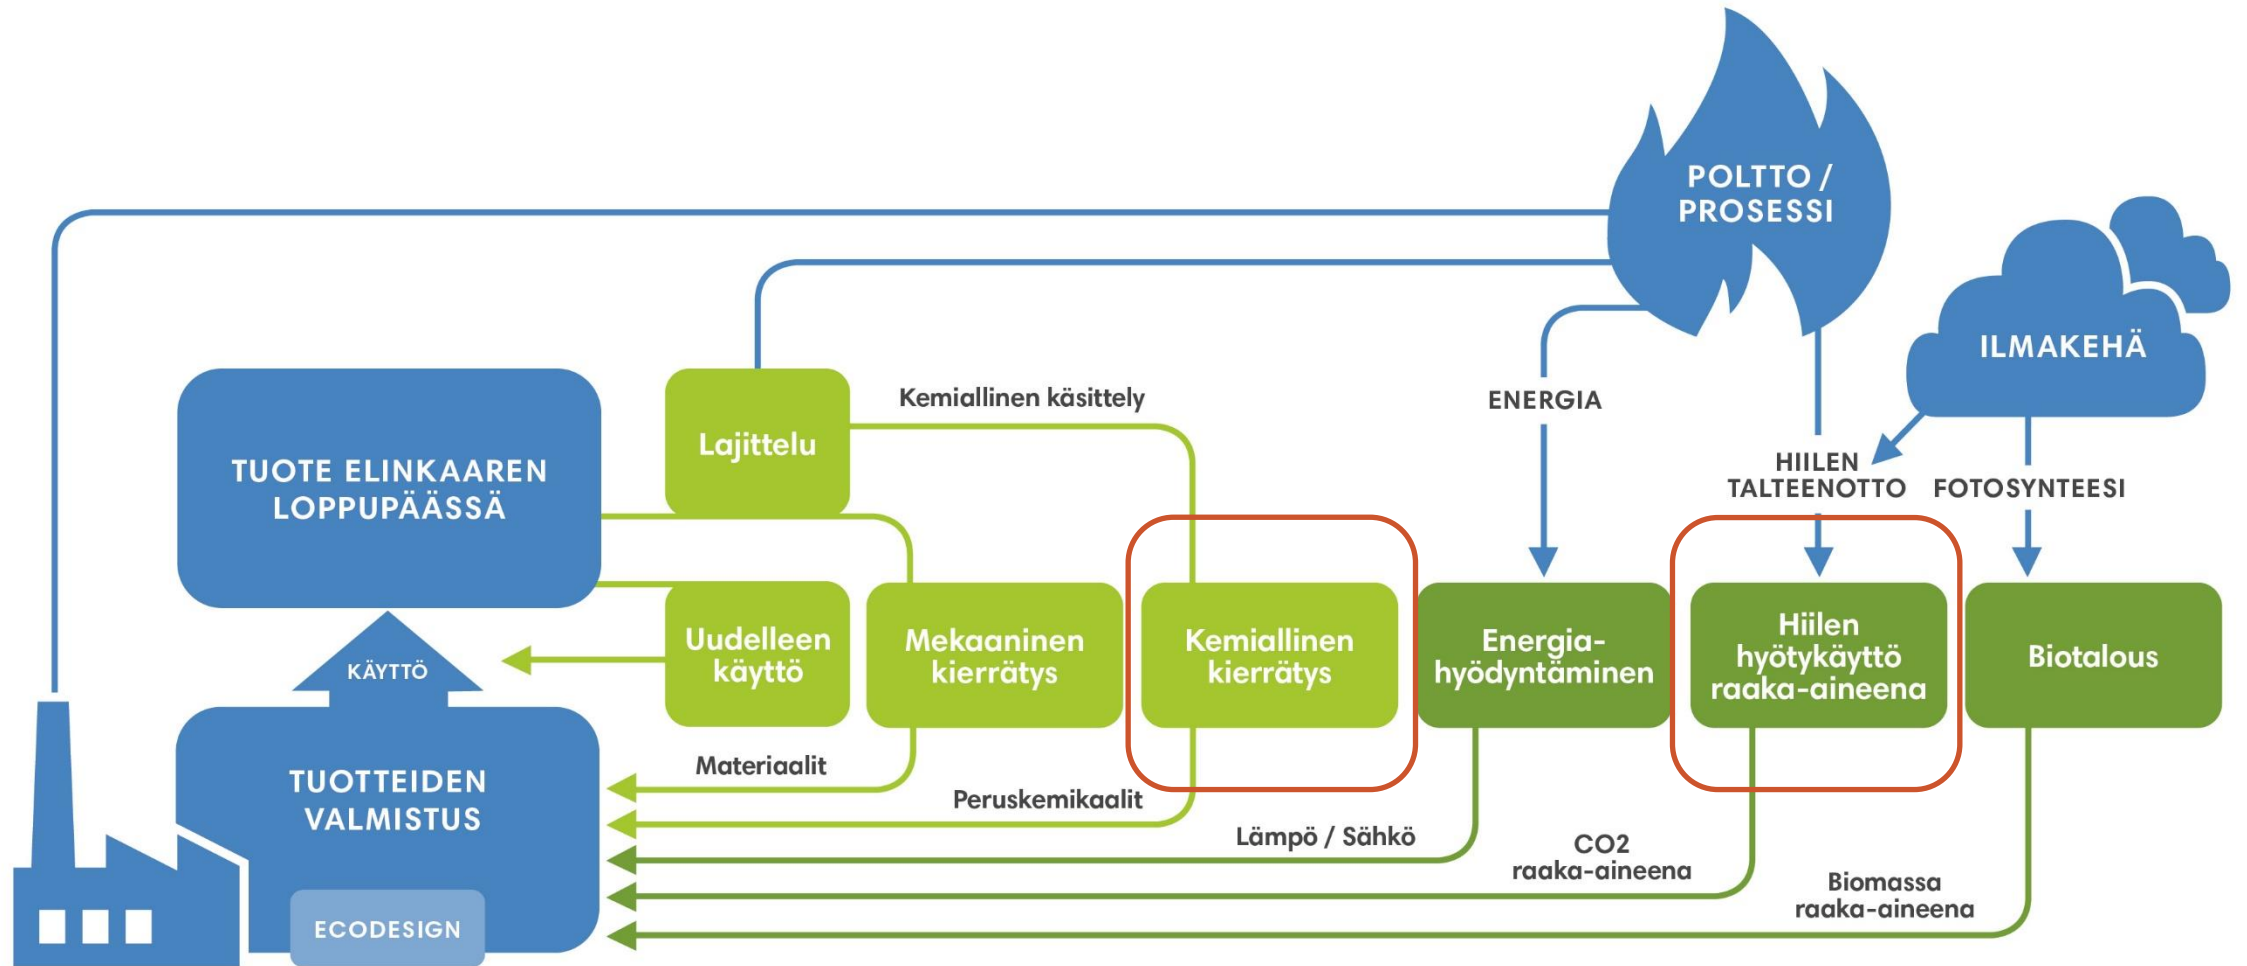 POLTTO /
PROSESSI
ILMAKEHÄ
TUOTE ELINKAAREN
LOPPUPÄÄSSÄ
Lajittelu
Kemiallinen käsittely
ENERGIA
HIILEN
TALTEENOTTO
FOTOSYNTEESI
KÄYTTÖ
Uudelleen
käyttö
Mekaaninen
kierrätys
Kemiallinen
kierrätys
Energia-
hyödyntäminen
Hiilen
hyötykäyttö
raaka-aineena
Biotalous
TUOTTEIDEN
VALMISTUS
ECODESIGN
Materiaalit
Peruskemikaalit
Lämpö / Sähkö
CO2
raaka-aineena
Biomassa
raaka-aineena